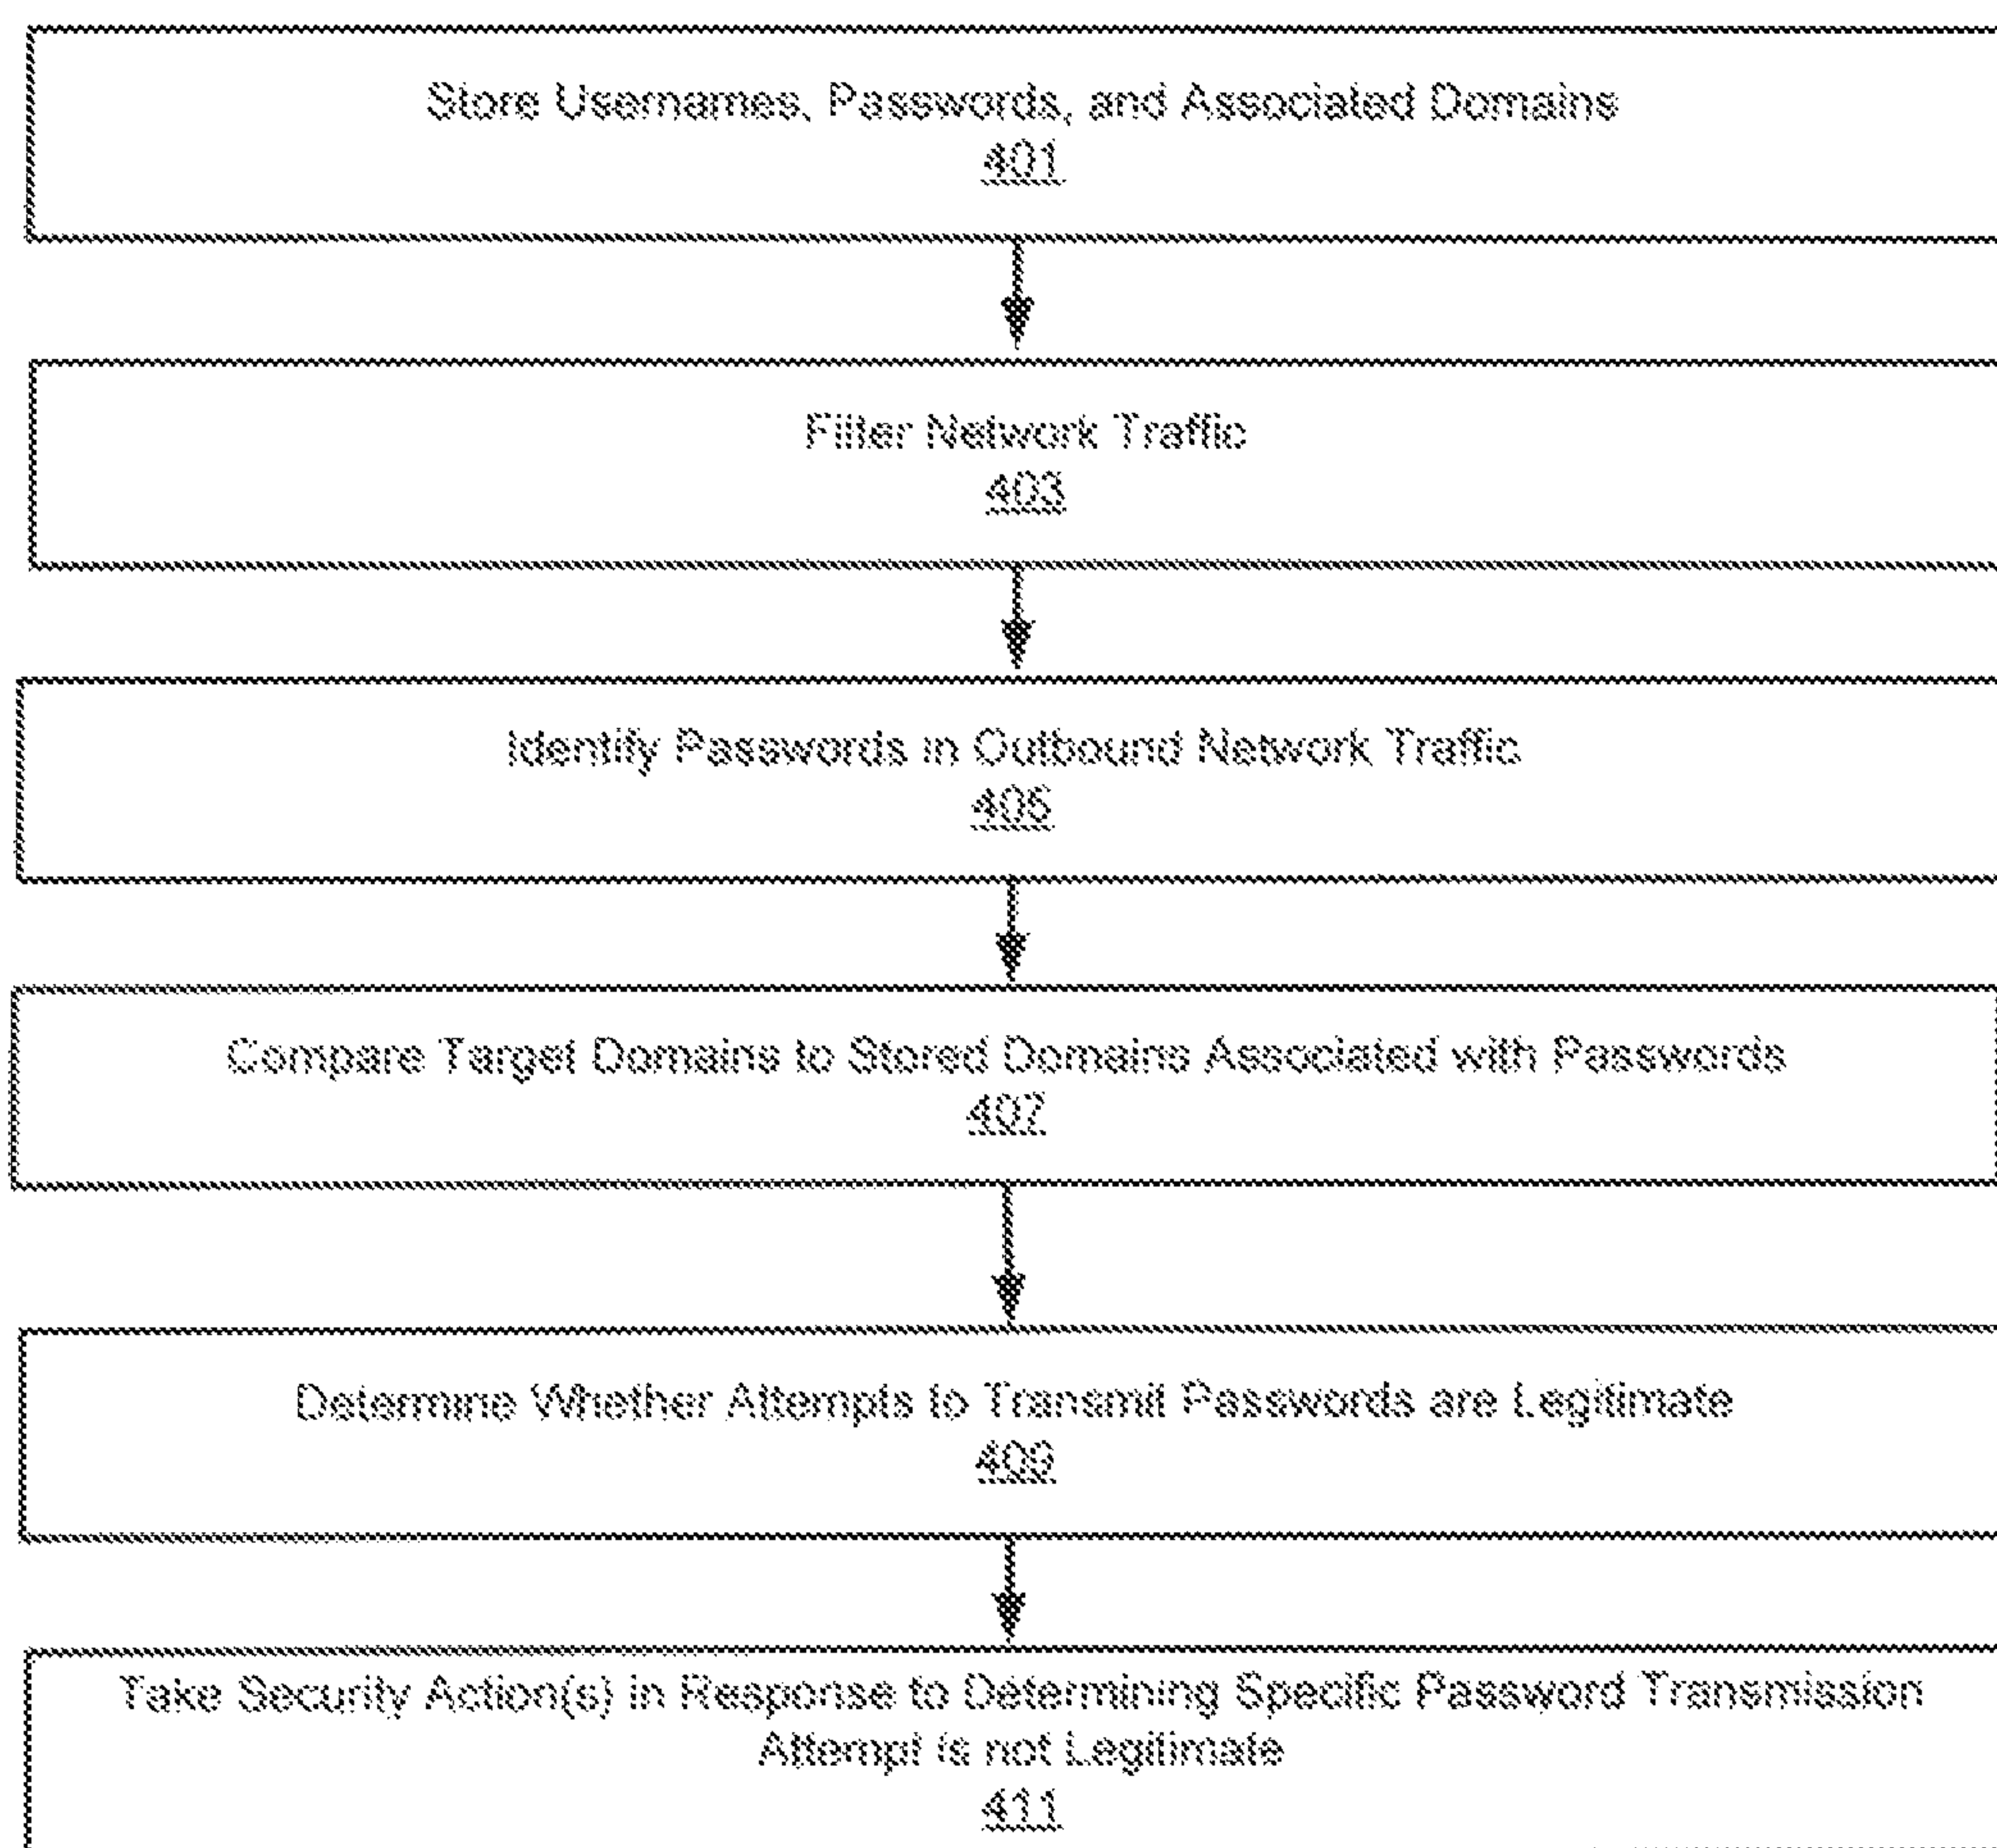 Store Usernames, Passwords, and Associated Domains
401
Filter Network Traffic
403
Identify Passwords in Outbound Network Traffic
405
Compare Target Domains to Stored Domains Associated with Passwords
407
Determine Whether Attempts to Transmit Passwords are Legitimate
409
Take Security Action(s) in Response to Determining Specific Password Transmission
Attempt is not Legitimate
411